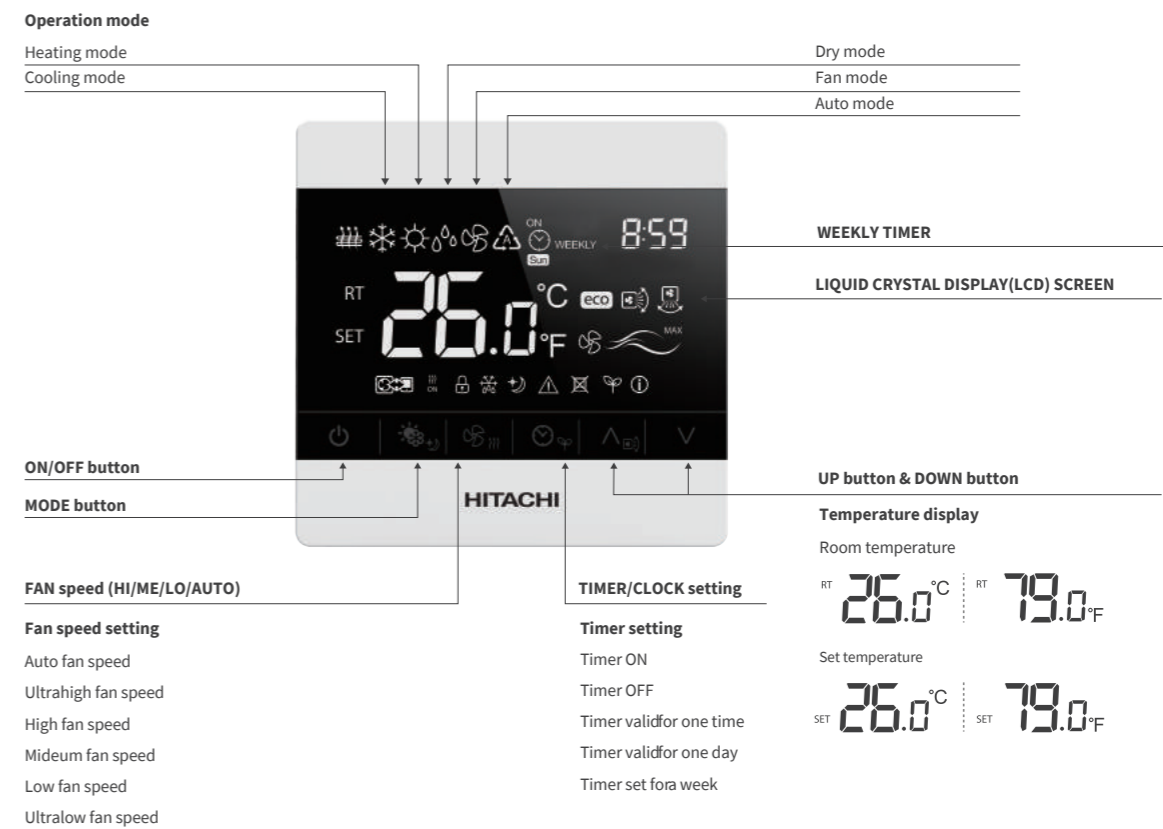 Operation mode
Heating mode
Cooling mode
Dry mode
Fan mode
Auto mode
ON
WEEKLY
Sun
8:59
WEEKLY TIMER
LIQUID CRYSTAL DISPLAY(LCD) SCREEN
RT
SET
26.0 °C °F
eco
MAX
ON
ON/OFF button
MODE button
HITACHI
UP button & DOWN button
Temperature display
Room temperature
RT 26.0°C RT 79.0°F
Set temperature
SET 26.0°C SET 79.0°F
FAN speed (HI/ME/LO/AUTO)
Fan speed setting
Auto fan speed
Ultrahigh fan speed
High fan speed
Mideum fan speed
Low fan speed
Ultralow fan speed
TIMER/CLOCK setting
Timer setting
Timer ON
Timer OFF
Timer validfor one time
Timer validfor one day
Timer set fora week